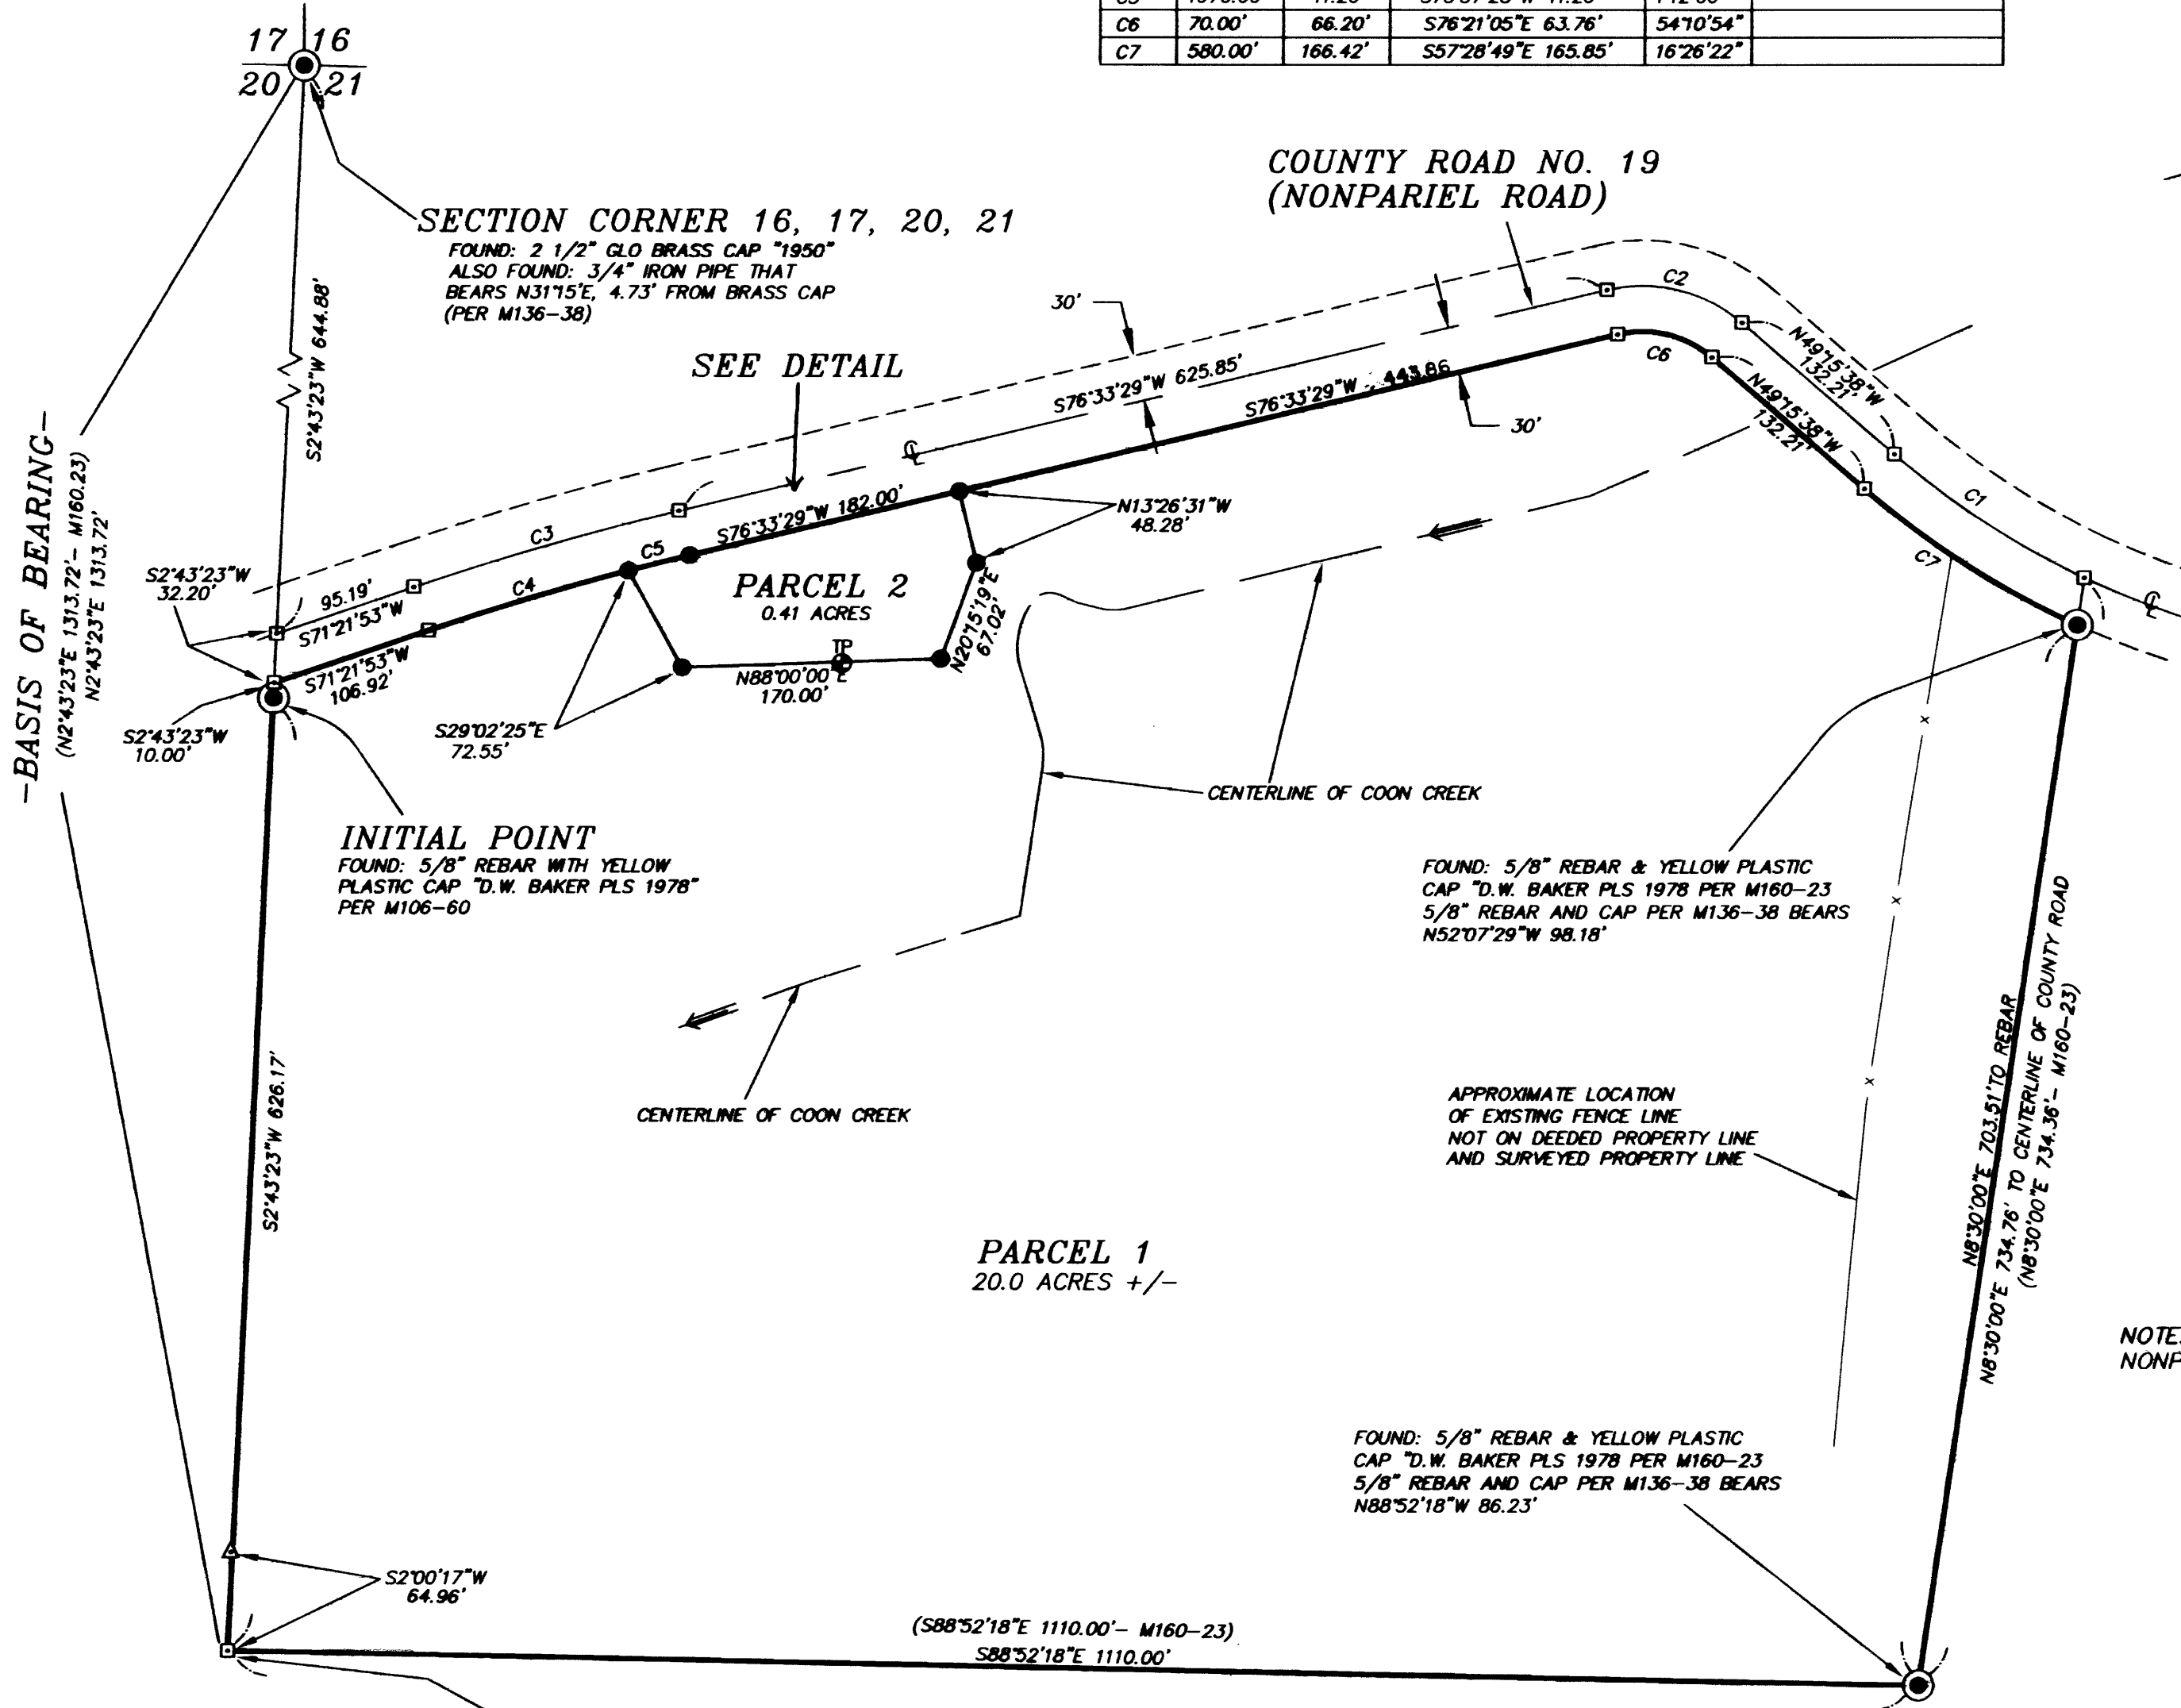 C6 70.00' 66.20' S76°21'05"E 63.76' 54°10'54"
C7 580.00' 166.42' S57°28'49"E 165.85' 16°26'22"
17 16
20 21
COUNTY ROAD NO. 19
(NONPARIEL ROAD)
SECTION CORNER 16, 17, 20, 21
FOUND: 2 1/2" GLO BRASS CAP "1950"
ALSO FOUND: 3/4" IRON PIPE THAT
BEARS N31°15'E, 4.73' FROM BRASS CAP
(PER M136-38)
S2°43'23"W 644.88'
30'
C2
SEE DETAIL
S76°33'29"W 625.85'
S76°33'29"W 443.86
C6
N49°15'38"W
132.21'
N49°15'38"W
132.21'
30'
-BASIS OF BEARING-
(N2°43'23"E 1313.72'- M160.23)
N2°43'23"E 1313.72'
℄
S76°33'29"W 182.00'
N13°26'31"W
48.28'
C1
C3
C5
C7
S2°43'23"W
32.20'
95.19'
S71°21'53"W
C4
PARCEL 2
0.41 ACRES
N20°15'19"E
67.02'
℄
TP
S71°21'53"W
106.92'
N88°00'00"E
170.00'
S2°43'23"W
10.00'
S29°02'25"E
72.55'
CENTERLINE OF COON CREEK
INITIAL POINT
FOUND: 5/8" REBAR WITH YELLOW
PLASTIC CAP "D.W. BAKER PLS 1978"
PER M106-60
FOUND: 5/8" REBAR & YELLOW PLASTIC
CAP "D.W. BAKER PLS 1978 PER M160-23
5/8" REBAR AND CAP PER M136-38 BEARS
N52°07'29"W 98.18'
x
x
x
CENTERLINE OF COON CREEK
S2°43'23"W 626.17'
APPROXIMATE LOCATION
OF EXISTING FENCE LINE
NOT ON DEEDED PROPERTY LINE
AND SURVEYED PROPERTY LINE
N8°30'00"E 703.51'TO REBAR
N8°30'00"E 734.76' TO CENTERLINE OF COUNTY ROAD
(N8°30'00"E 734.36'- M160-23)
PARCEL 1
20.0 ACRES +/-
FOUND: 5/8" REBAR & YELLOW PLASTIC
CAP "D.W. BAKER PLS 1978 PER M160-23
5/8" REBAR AND CAP PER M136-38 BEARS
N88°52'18"W 86.23'
S2°00'17"W
64.96'
(S88°52'18"E 1110.00'- M160-23)
S88°52'18"E 1110.00'